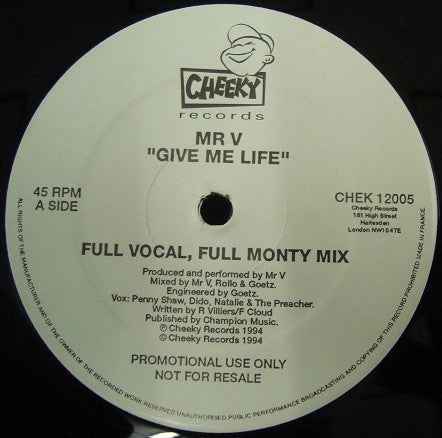 CHEEKY
records
MR V
"GIVE ME LIFE"
45 RPM
A SIDE
CHEK 12005
Cheeky Records
181 High Street
Harlesden
London NW10 4TE
FULL VOCAL, FULL MONTY MIX
Produced and performed by Mr V
Mixed by Mr V, Rollo & Goetz.
Engineered by Goetz.
Vox: Penny Shaw, Dido, Natalie & The Preacher.
Written by R Villiers/F Cloud
Published by Champion Music.
℗ Cheeky Records 1994
© Cheeky Records 1994
PROMOTIONAL USE ONLY
NOT FOR RESALE
ALL RIGHTS OF THE MANUFACTURER AND OF THE OWNER OF THE RECORDED WORK RESERVED UNAUTHORISED PUBLIC PERFORMANCE BROADCASTING AND COPYING OF THIS RECORD PROHIBITED MADE IN FRANCE.